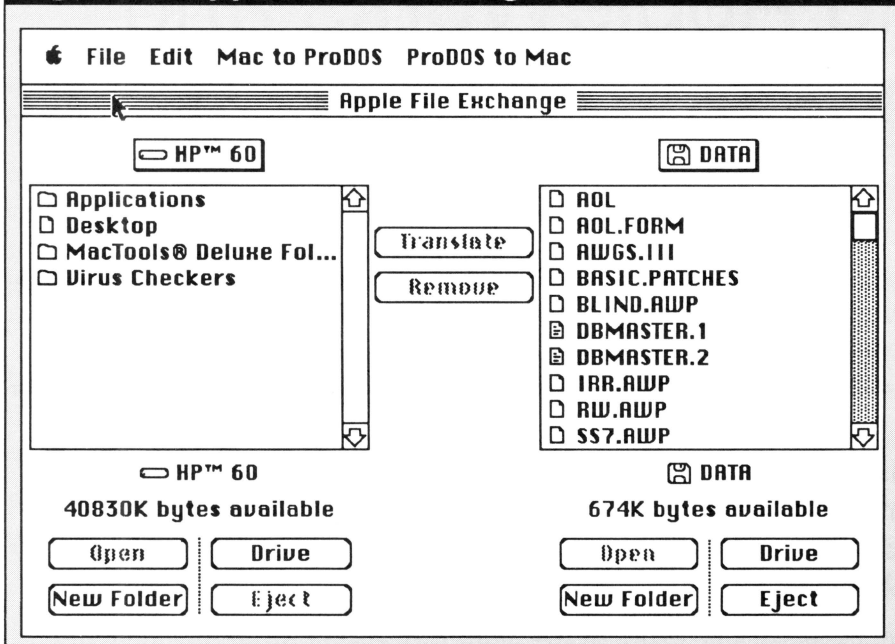 File Edit Mac to ProDOS ProDOS to Mac
Apple File Exchange
HP™ 60
DATA
Applications
Desktop
MacTools® Deluxe Fol...
Virus Checkers
Translate
Remove
AOL
AOL.FORM
AWGS.III
BASIC.PATCHES
BLIND.AWP
DBMASTER.1
DBMASTER.2
IRR.AWP
RW.AWP
SS7.AWP
HP™ 60
40830K bytes available
Open Drive
New Folder Eject
DATA
674K bytes available
Open Drive
New Folder Eject